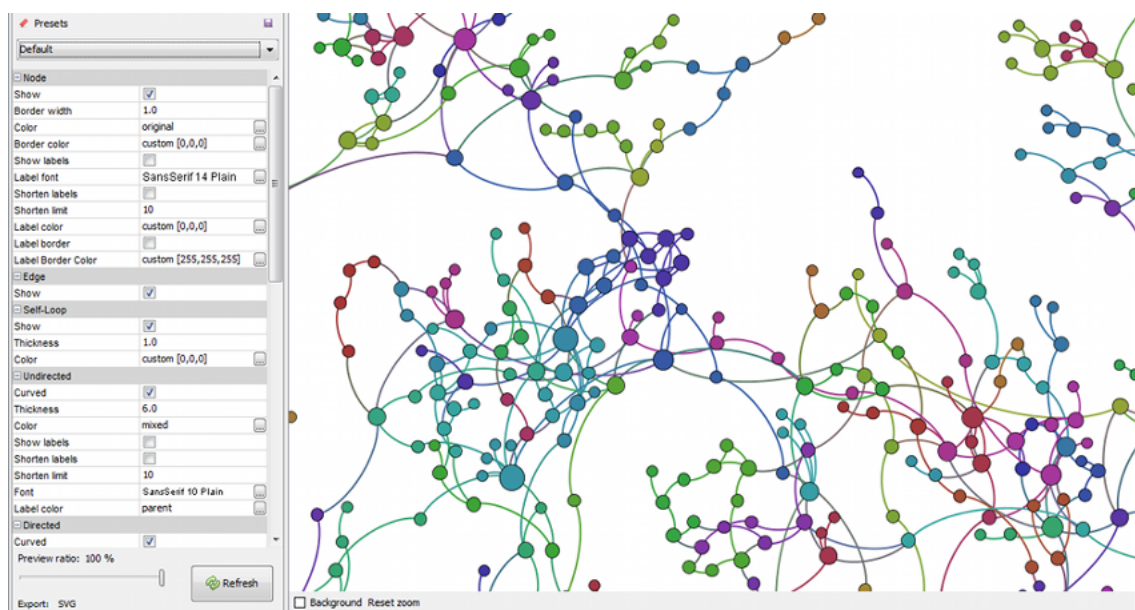 Presets
Default
Node
Show
Border width 1.0
Color original
Border color custom [0,0,0]
Show labels
Label font SansSerif 14 Plain
Shorten labels
Shorten limit 10
Label color custom [0,0,0]
Label border
Label Border Color custom [255,255,255]
Edge
Show
Self-Loop
Show
Thickness 1.0
Color custom [0,0,0]
Undirected
Curved
Thickness 6.0
Color mixed
Show labels
Shorten labels
Shorten limit 10
Font SansSerif 10 Plain
Label color parent
Directed
Curved
Preview ratio: 100 %
Refresh
Export: SVG
Background Reset zoom